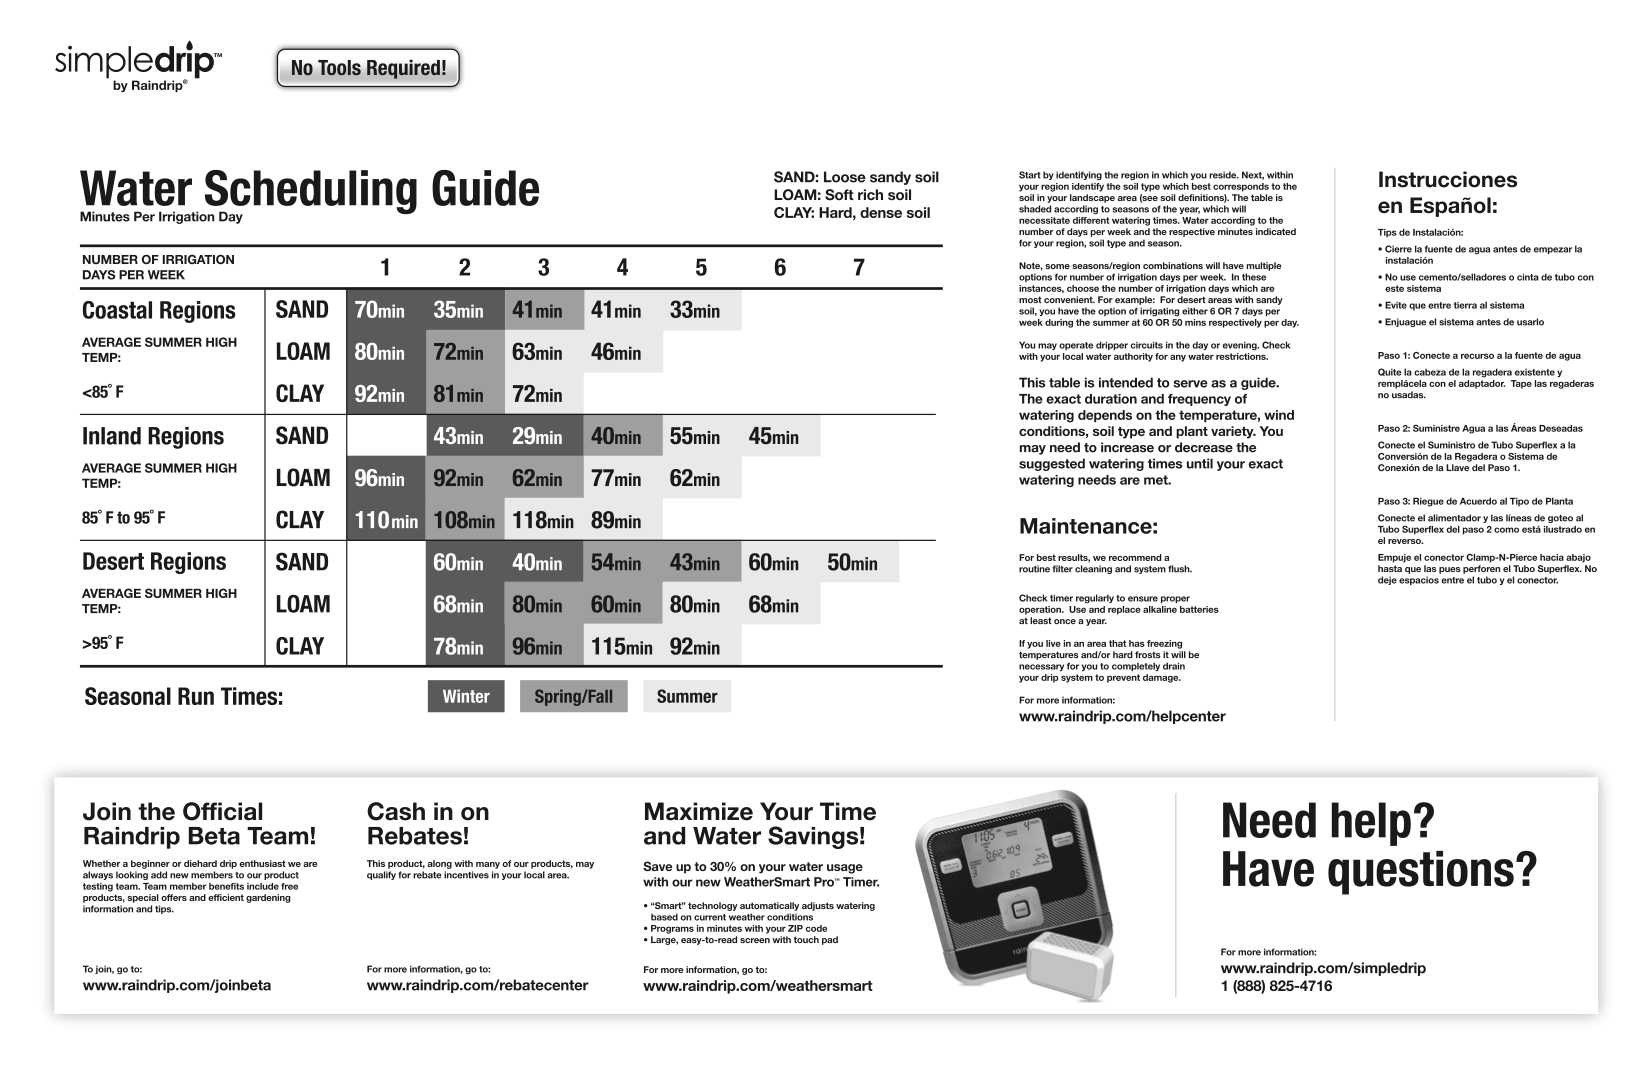 simpledrip™
by Raindrip®
No Tools Required!
Water Scheduling Guide
Minutes Per Irrigation Day
SAND: Loose sandy soil
LOAM: Soft rich soil
CLAY: Hard, dense soil
NUMBER OF IRRIGATION
DAYS PER WEEK
1 2 3 4 5 6 7
Coastal Regions SAND 70min 35min 41min 41min 33min
AVERAGE SUMMER HIGH
TEMP:
LOAM 80min 72min 63min 46min
<85° F CLAY 92min 81min 72min
Inland Regions SAND 43min 29min 40min 55min 45min
AVERAGE SUMMER HIGH
TEMP:
LOAM 96min 92min 62min 77min 62min
85° F to 95° F CLAY 110min 108min 118min 89min
Desert Regions SAND 60min 40min 54min 43min 60min 50min
AVERAGE SUMMER HIGH
TEMP:
LOAM 68min 80min 60min 80min 68min
>95° F CLAY 78min 96min 115min 92min
Seasonal Run Times: Winter Spring/Fall Summer
Start by identifying the region in which you reside. Next, within
your region identify the soil type which best corresponds to the
soil in your landscape area (see soil definitions). The table is
shaded according to seasons of the year, which will
necessitate different watering times. Water according to the
number of days per week and the respective minutes indicated
for your region, soil type and season.
Note, some seasons/region combinations will have multiple
options for number of irrigation days per week. In these
instances, choose the number of irrigation days which are
most convenient. For example: For desert areas with sandy
soil, you have the option of irrigating either 6 OR 7 days per
week during the summer at 60 OR 50 mins respectively per day.
You may operate dripper circuits in the day or evening. Check
with your local water authority for any water restrictions.
This table is intended to serve as a guide.
The exact duration and frequency of
watering depends on the temperature, wind
conditions, soil type and plant variety. You
may need to increase or decrease the
suggested watering times until your exact
watering needs are met.
Maintenance:
For best results, we recommend a
routine filter cleaning and system flush.
Check timer regularly to ensure proper
operation. Use and replace alkaline batteries
at least once a year.
If you live in an area that has freezing
temperatures and/or hard frosts it will be
necessary for you to completely drain
your drip system to prevent damage.
For more information:
www.raindrip.com/helpcenter
Instrucciones
en Español:
Tips de Instalación:
• Cierre la fuente de agua antes de empezar la
instalación
• No use cemento/selladores o cinta de tubo con
este sistema
• Evite que entre tierra al sistema
• Enjuague el sistema antes de usarlo
Paso 1: Conecte a recurso a la fuente de agua
Quite la cabeza de la regadera existente y
remplácela con el adaptador. Tape las regaderas
no usadas.
Paso 2: Suministre Agua a las Áreas Deseadas
Conecte el Suministro de Tubo Superflex a la
Conversión de la Regadera o Sistema de
Conexión de la Llave del Paso 1.
Paso 3: Riegue de Acuerdo al Tipo de Planta
Conecte el alimentador y las líneas de goteo al
Tubo Superflex del paso 2 como está ilustrado en
el reverso.
Empuje el conector Clamp-N-Pierce hacia abajo
hasta que las pues perforen el Tubo Superflex. No
deje espacios entre el tubo y el conector.
Join the Official
Raindrip Beta Team!
Whether a beginner or diehard drip enthusiast we are
always looking add new members to our product
testing team. Team member benefits include free
products, special offers and efficient gardening
information and tips.
To join, go to:
www.raindrip.com/joinbeta
Cash in on
Rebates!
This product, along with many of our products, may
qualify for rebate incentives in your local area.
For more information, go to:
www.raindrip.com/rebatecenter
Maximize Your Time
and Water Savings!
Save up to 30% on your water usage
with our new WeatherSmart Pro™ Timer.
• “Smart” technology automatically adjusts watering
based on current weather conditions
• Programs in minutes with your ZIP code
• Large, easy-to-read screen with touch pad
For more information, go to:
www.raindrip.com/weathersmart
Need help?
Have questions?
For more information:
www.raindrip.com/simpledrip
1 (888) 825-4716